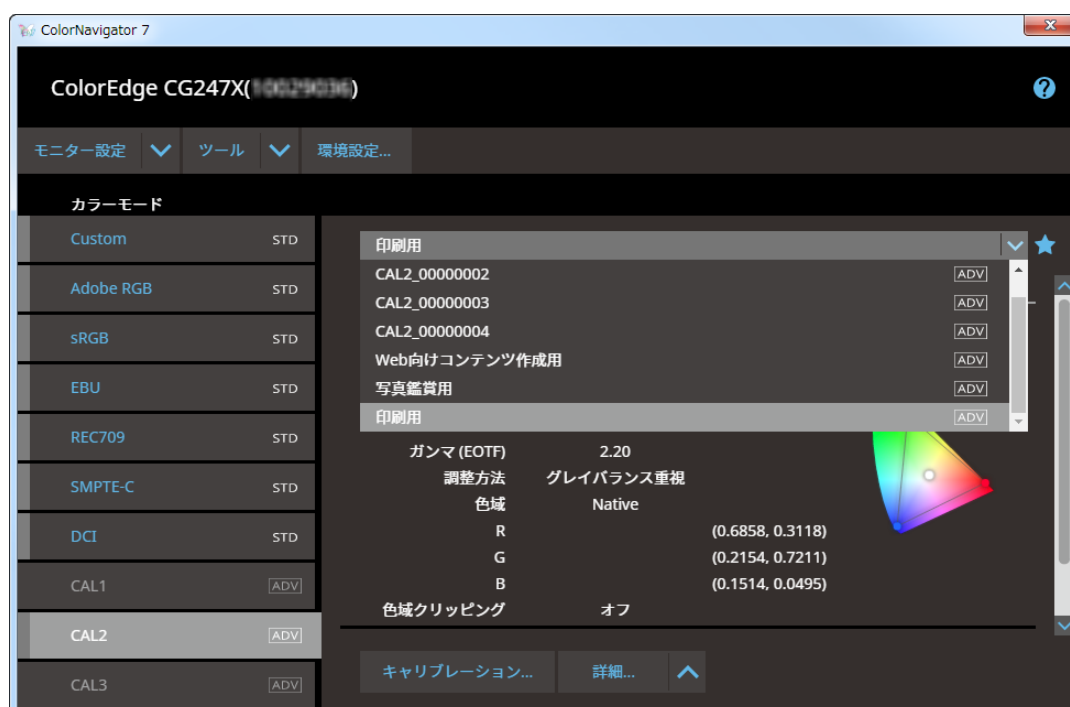 ColorNavigator 7
ColorEdge CG247X( )
モニター設定 ツール 環境設定...
カラーモード
Custom STD
Adobe RGB STD
sRGB STD
EBU STD
REC709 STD
SMPTE-C STD
DCI STD
CAL1 ADV
CAL2 ADV
CAL3 ADV
印刷用
CAL2_00000002 ADV
CAL2_00000003 ADV
CAL2_00000004 ADV
Web向けコンテンツ作成用 ADV
写真鑑賞用 ADV
印刷用 ADV
ガンマ (EOTF) 2.20
調整方法 グレイバランス重視
色域 Native
R (0.6858, 0.3118)
G (0.2154, 0.7211)
B (0.1514, 0.0495)
色域クリッピング オフ
キャリブレーション... 詳細...